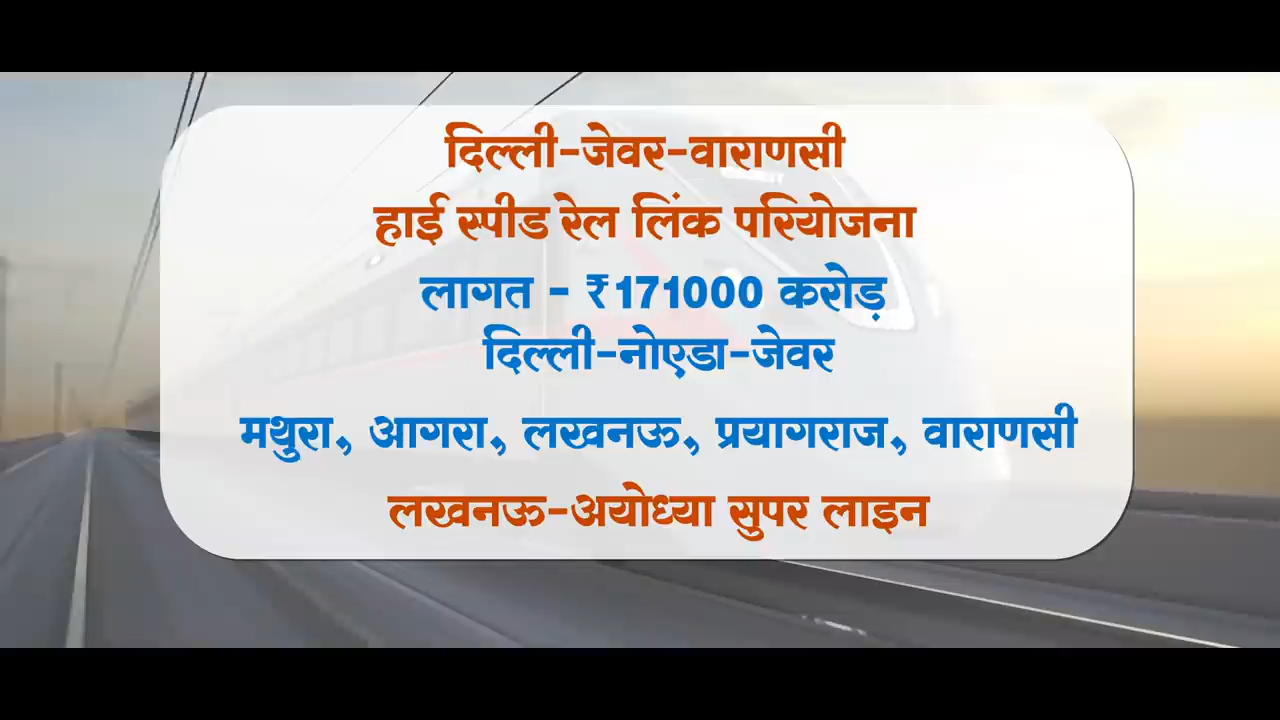 दिल्ली-जेवर-वाराणसी
हाई स्पीड रेल लिंक परियोजना
लागत - ₹171000 करोड़
दिल्ली-नोएडा-जेवर
मथुरा, आगरा, लखनऊ, प्रयागराज, वाराणसी
लखनऊ-अयोध्या सुपर लाइन